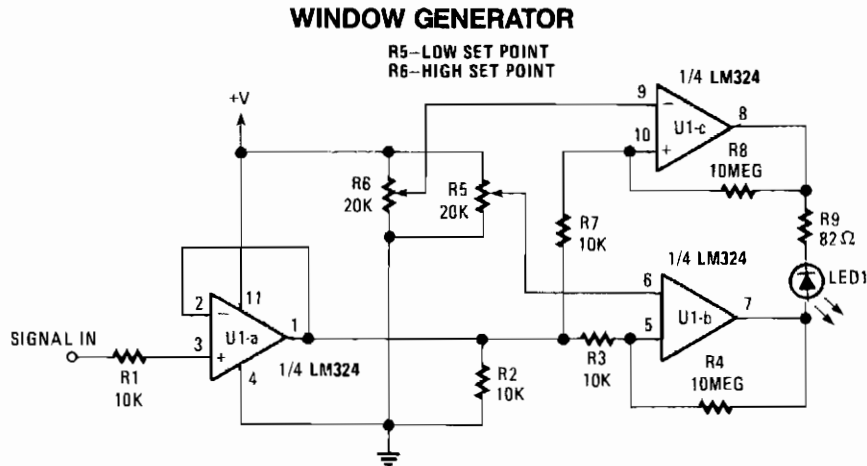 WINDOW GENERATOR
R5–LOW SET POINT
R6–HIGH SET POINT
1/4 LM324
9
−
U1-c
8
10
+
+V
R8
10MEG
R6
20K
R5
20K
R7
10K
R9
82Ω
1/4 LM324
LED1
2
−
11
1
U1-a
6
−
U1-b
7
5
+
SIGNAL IN
3
+
4
1/4 LM324
R1
10K
R2
10K
R3
10K
R4
10MEG